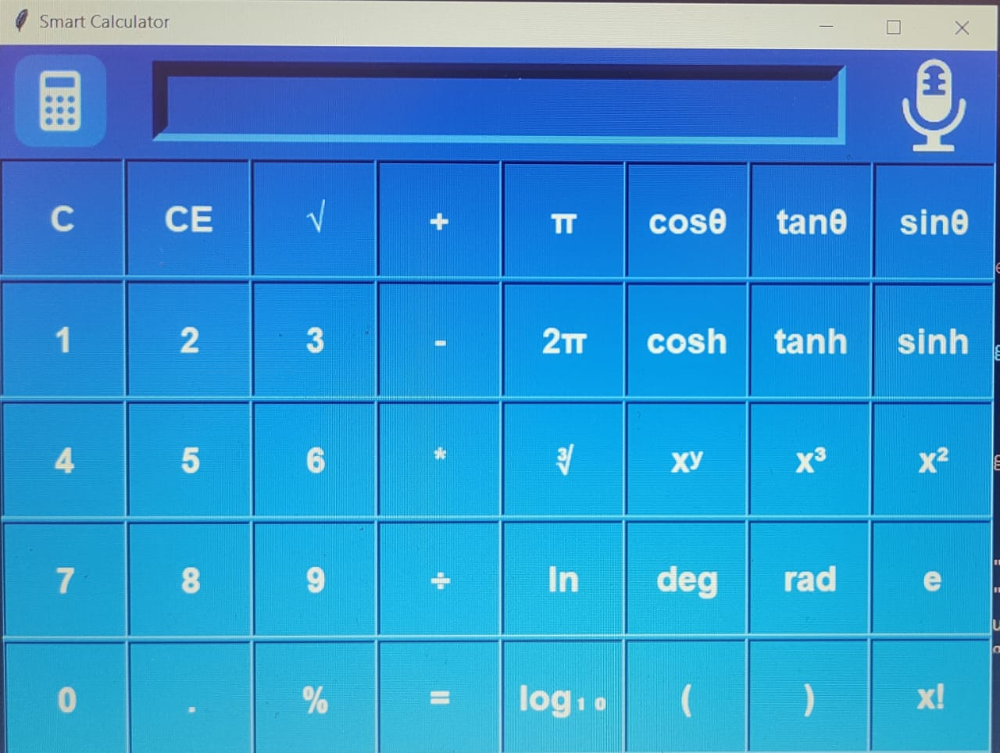 Smart Calculator
C CE √ + π cosθ tanθ sinθ
1 2 3 - 2π cosh tanh sinh
4 5 6 * ∛ xʸ x³ x²
7 8 9 ÷ ln deg rad e
0 . % = log₁₀ ( ) x!